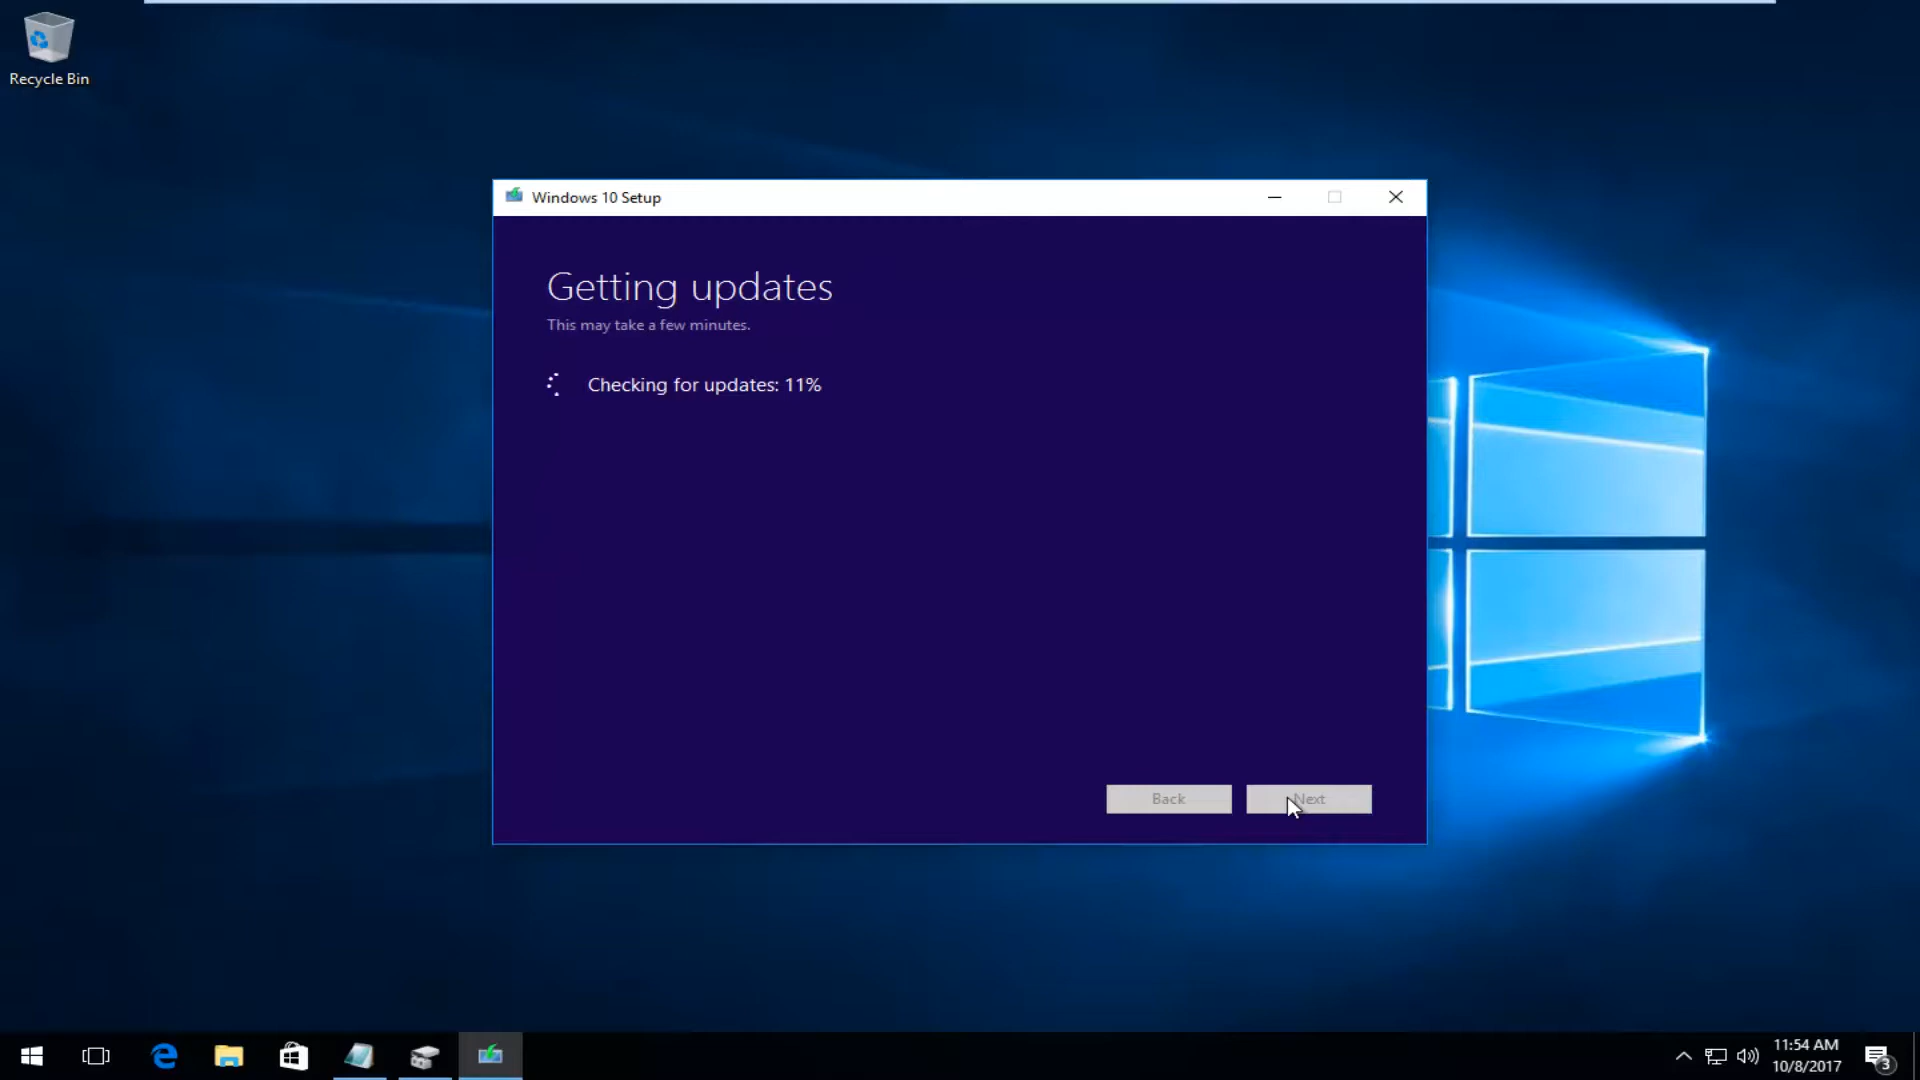 Recycle Bin
Windows 10 Setup
Getting updates
This may take a few minutes.
Checking for updates: 11%
Back
Next
11:54 AM
10/8/2017
3